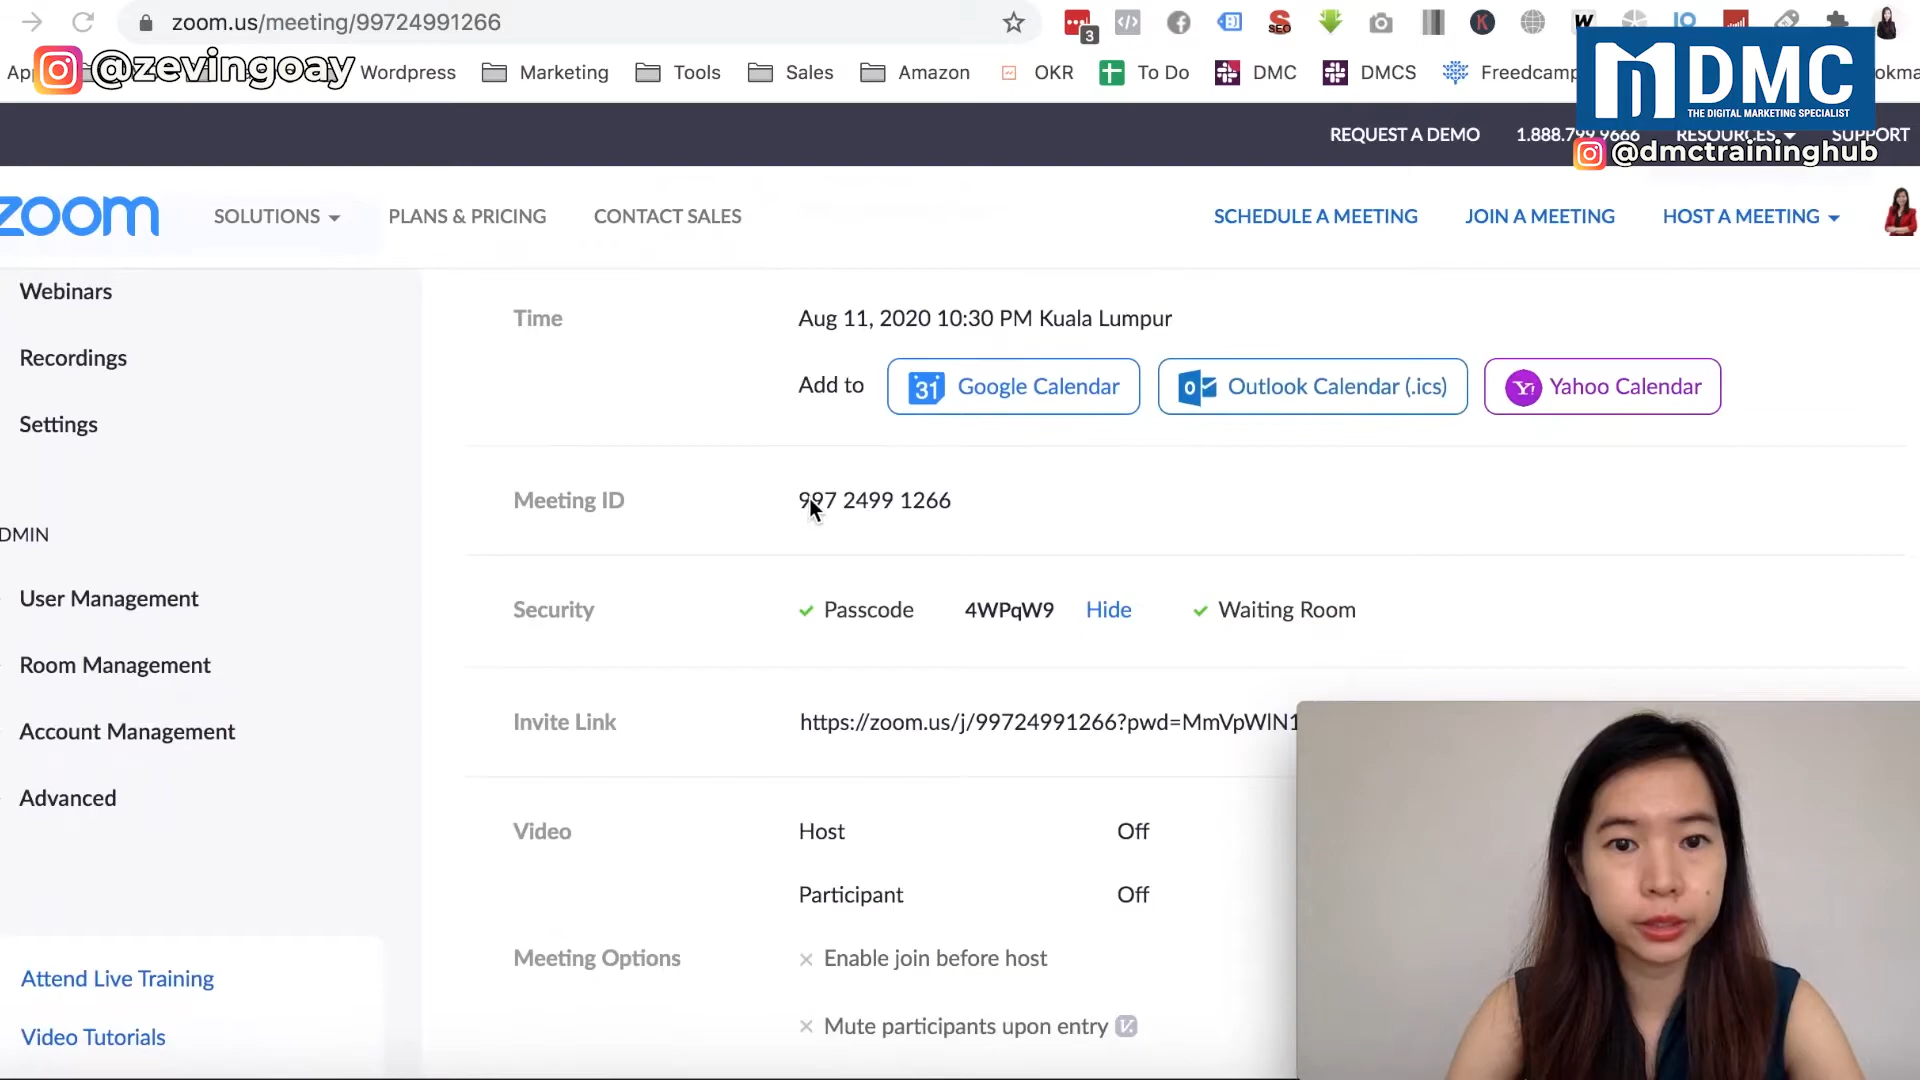 zoom.us/meeting/99724991266
3
SEO
K
W
@zevingoay
Wordpress
Marketing
Tools
Sales
Amazon
OKR
To Do
DMC
DMCS
Freedcamp
DMC
THE DIGITAL MARKETING SPECIALIST
REQUEST A DEMO
1.888.799.9666
RESOURCES
SUPPORT
@dmctraininghub
zoom
SOLUTIONS
PLANS & PRICING
CONTACT SALES
SCHEDULE A MEETING
JOIN A MEETING
HOST A MEETING
Webinars
Recordings
Settings
DMIN
User Management
Room Management
Account Management
Advanced
Attend Live Training
Video Tutorials
Time
Aug 11, 2020 10:30 PM Kuala Lumpur
Add to
31 Google Calendar
Outlook Calendar (.ics)
Yahoo Calendar
Meeting ID
997 2499 1266
Security
Passcode 4WPqW9 Hide
Waiting Room
Invite Link
https://zoom.us/j/99724991266?pwd=MmVpWlN1
Video
Host Off
Participant Off
Meeting Options
Enable join before host
Mute participants upon entry